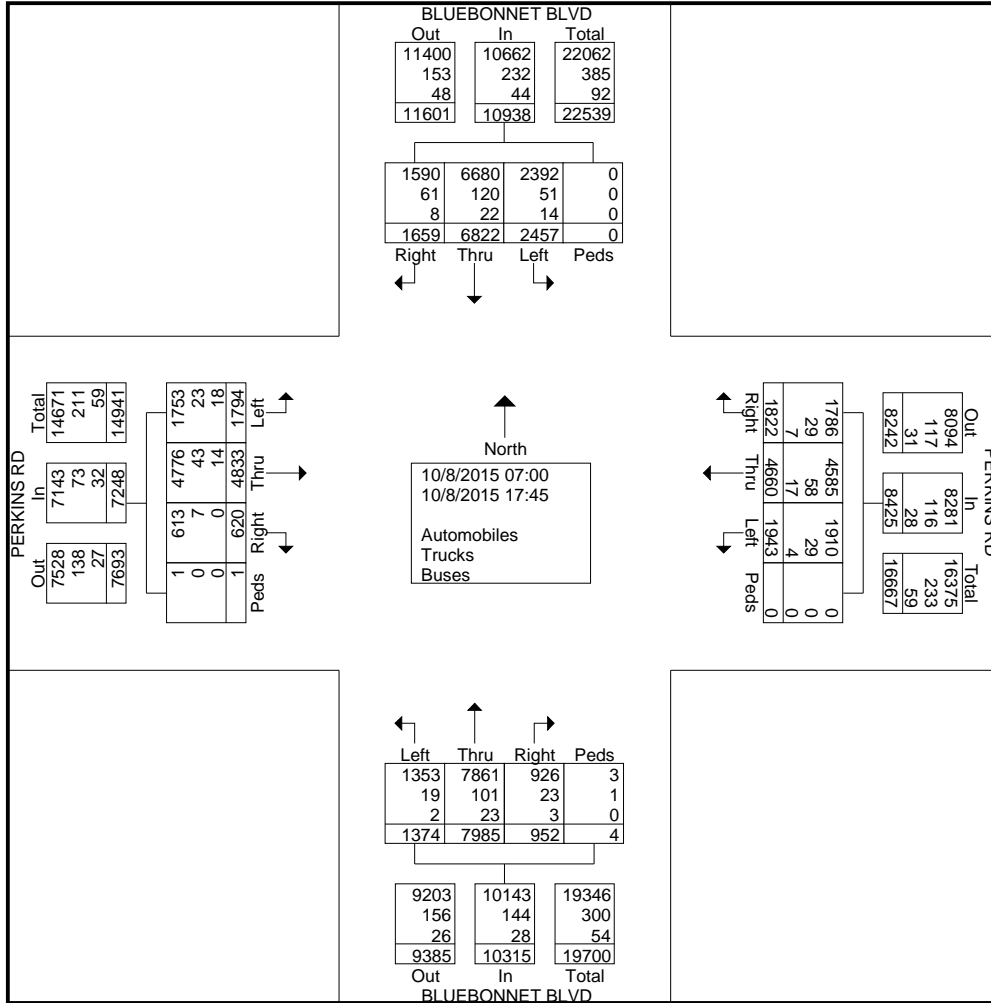 BLUEBONNET BLVD
Out In Total
11400 10662 22062
153 232 385
48 44 92
11601 10938 22539
1590 6680 2392 0
61 120 51 0
8 22 14 0
1659 6822 2457 0
Right Thru Left Peds
PERKINS RD
Out In Total
7528 7143 14671
138 73 211
27 32 59
7693 7248 14941
Peds Right Thru Left
1 613 4776 1753
0 7 43 23
0 0 14 18
1 620 4833 1794
North
10/8/2015 07:00
10/8/2015 17:45
Automobiles
Trucks
Buses
PERKINS RD
Out In Total
8094 8281 16375
117 116 233
31 28 59
8242 8425 16667
1786 4585 1910 0
29 58 29 0
7 17 4 0
1822 4660 1943 0
Right Thru Left Peds
Left Thru Right Peds
1353 7861 926 3
19 101 23 1
2 23 3 0
1374 7985 952 4
9203 10143 19346
156 144 300
26 28 54
9385 10315 19700
Out In Total
BLUEBONNET BLVD